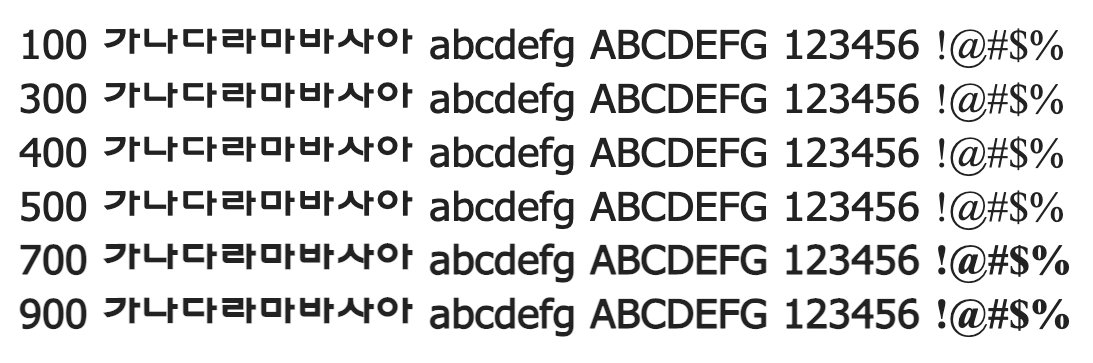 100 가나다라마바사아 abcdefg ABCDEFG 123456 !@#$%
300 가나다라마바사아 abcdefg ABCDEFG 123456 !@#$%
400 가나다라마바사아 abcdefg ABCDEFG 123456 !@#$%
500 가나다라마바사아 abcdefg ABCDEFG 123456 !@#$%
700 가나다라마바사아 abcdefg ABCDEFG 123456 !@#$%
900 가나다라마바사아 abcdefg ABCDEFG 123456 !@#$%